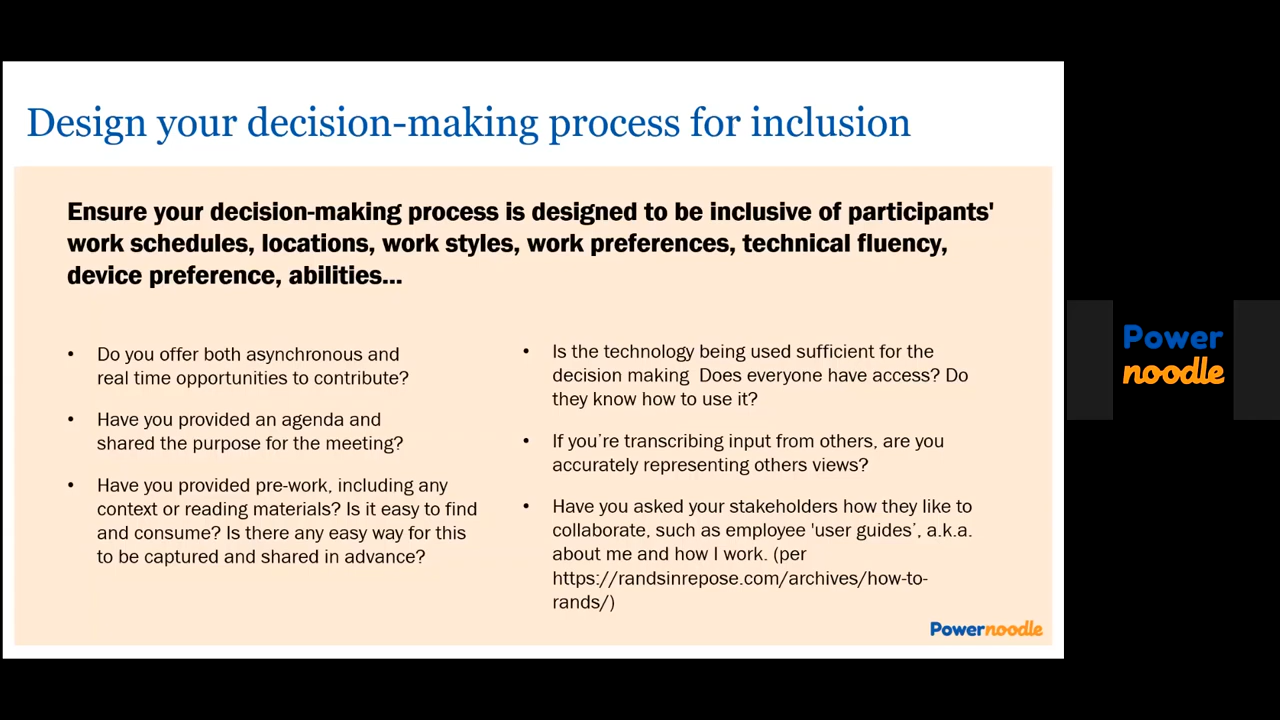 Design your decision-making process for inclusion
Ensure your decision-making process is designed to be inclusive of participants'
work schedules, locations, work styles, work preferences, technical fluency,
device preference, abilities...
• Do you offer both asynchronous and
real time opportunities to contribute?
• Have you provided an agenda and
shared the purpose for the meeting?
• Have you provided pre-work, including any
context or reading materials? Is it easy to find
and consume? Is there any easy way for this
to be captured and shared in advance?
• Is the technology being used sufficient for the
decision making  Does everyone have access? Do
they know how to use it?
• If you’re transcribing input from others, are you
accurately representing others views?
• Have you asked your stakeholders how they like to
collaborate, such as employee 'user guides’, a.k.a.
about me and how I work. (per
https://randsinrepose.com/archives/how-to-
rands/)
Powernoodle
Power
noodle